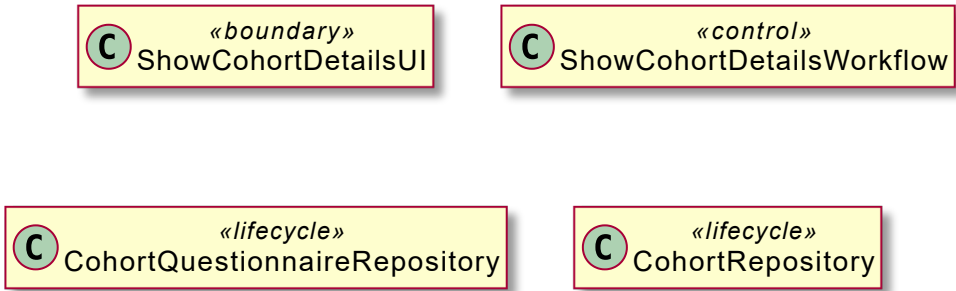 C
«boundary»
ShowCohortDetailsUI
C
«control»
ShowCohortDetailsWorkflow
C
«lifecycle»
CohortQuestionnaireRepository
C
«lifecycle»
CohortRepository